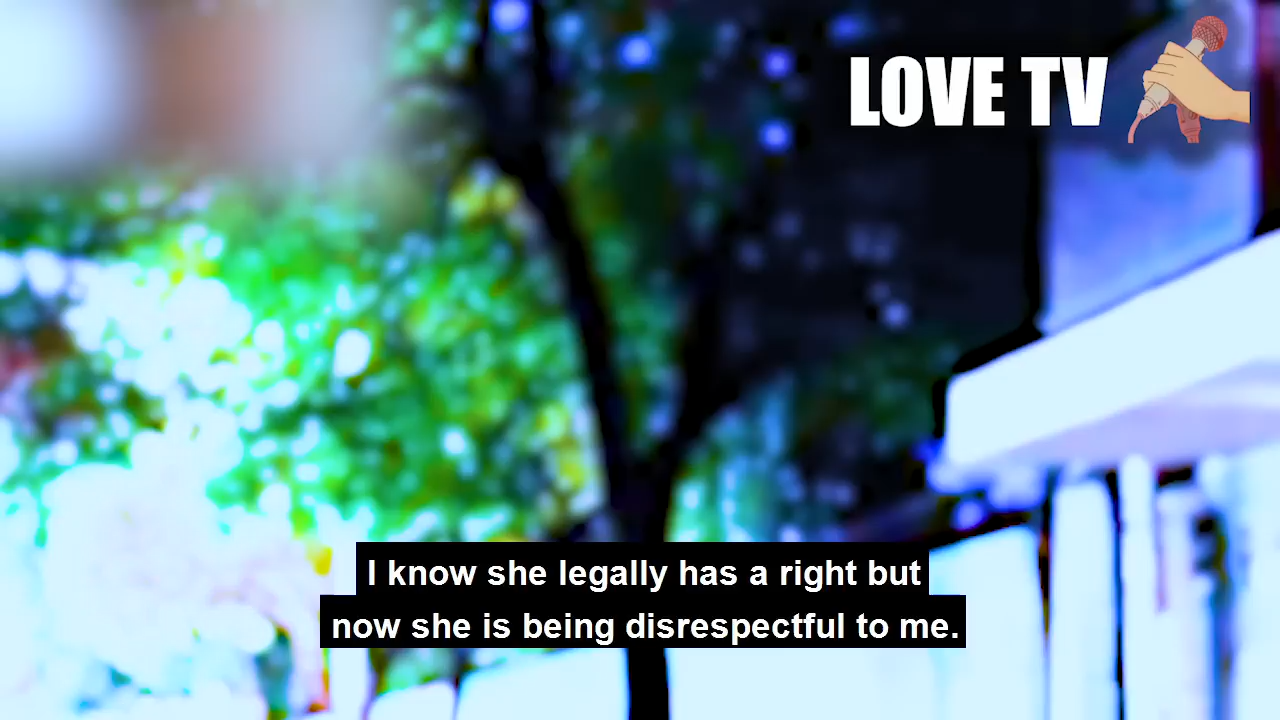 LOVE TV
I know she legally has a right but
now she is being disrespectful to me.